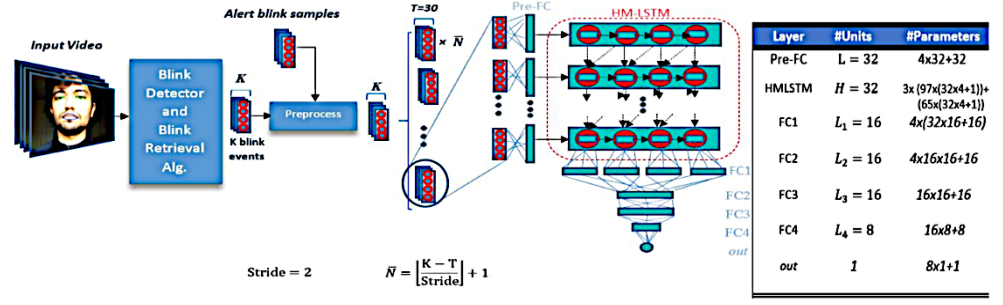 Input Video
Blink
Detector
and
Blink
Retrieval
Alg.
K
K blink
events
Alert blink samples
Preprocess
K
T=30
× N̅
Pre-FC
HM-LSTM
FC1
FC2
FC3
FC4
out
Stride = 2
N̅ = ⌊(K − T)/Stride⌋ + 1
Layer #Units #Parameters
Pre-FC L = 32 4x32+32
HMLSTM H = 32 3x (97x(32x4+1))+
(65x(32x4+1))
FC1 L₁ = 16 4x(32x16+16)
FC2 L₂ = 16 4x16x16+16
FC3 L₃ = 16 16x16+16
FC4 L₄ = 8 16x8+8
out 1 8x1+1